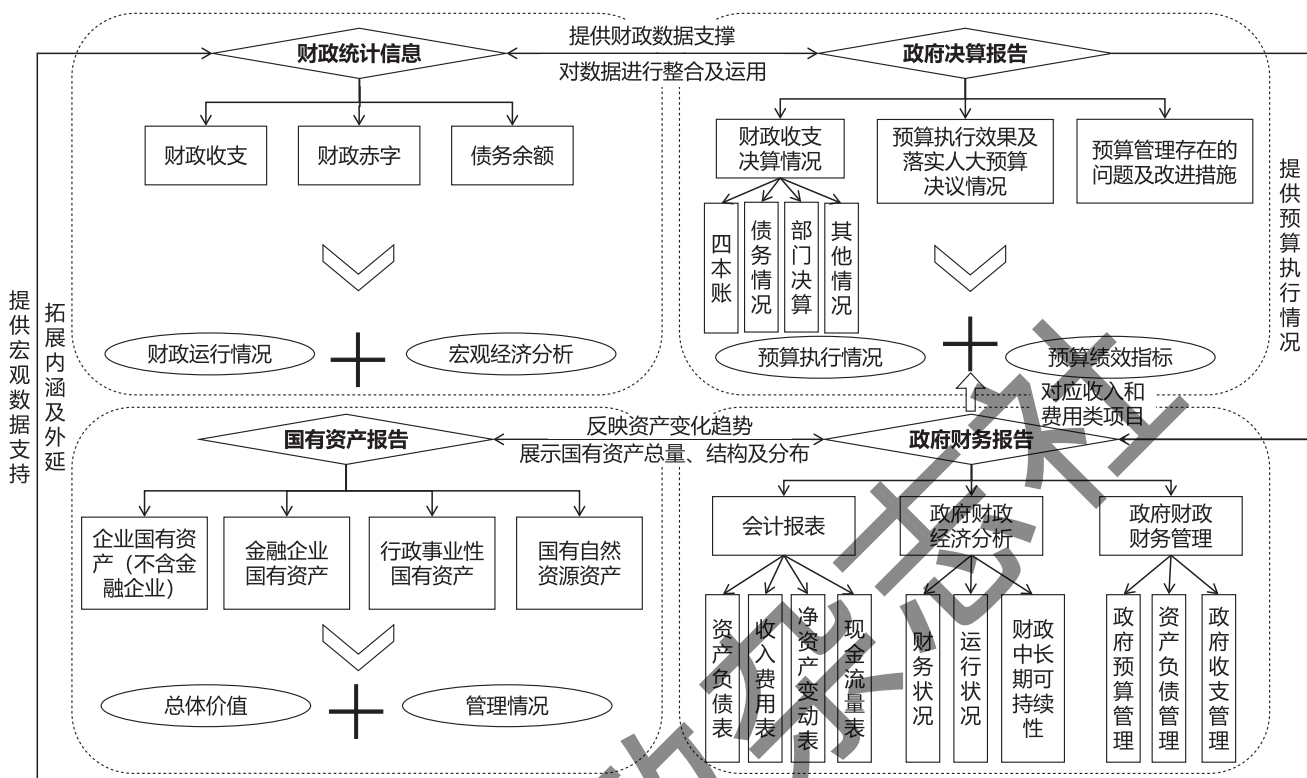 财政统计信息
提供财政数据支撑
对数据进行整合及运用
政府决算报告
财政收支
财政赤字
债务余额
财政收支
决算情况
预算执行效果及
落实人大预算
决议情况
预算管理存在的
问题及改进措施
四本账
债务情况
部门决算
其他情况
提供预算执行情况
提供宏观数据支持
拓展内涵及外延
财政运行情况
宏观经济分析
预算执行情况
预算绩效指标
对应收入和
费用类项目
国有资产报告
反映资产变化趋势
展示国有资产总量、结构及分布
政府财务报告
企业国有资
产（不含金
融企业）
金融企业
国有资产
行政事业性
国有资产
国有自然
资源资产
会计报表
政府财政
经济分析
政府财政
财务管理
资产负债表
收入费用表
净资产变动表
现金流量表
财务状况
运行状况
财政中长期可持续性
政府预算管理
资产负债管理
政府收支管理
总体价值
管理情况
杂志社